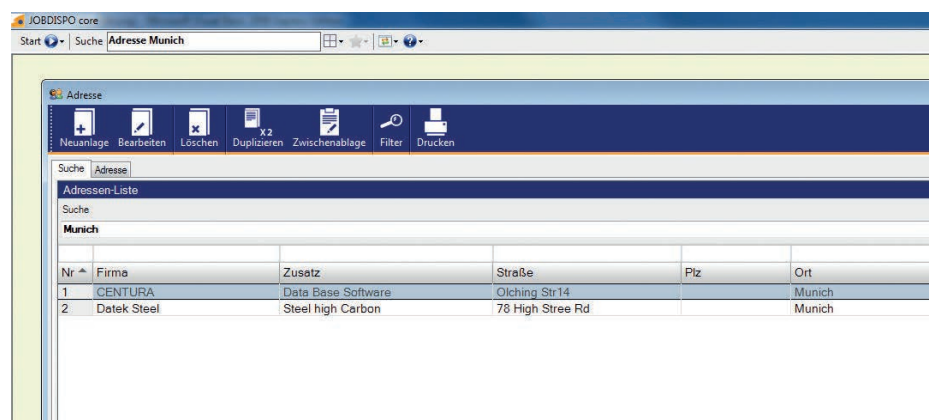 JOBDISPO core
Start Suche Adresse Munich
Adresse
Neuanlage Bearbeiten Löschen Duplizieren X2 Zwischenablage Filter Drucken
Suche Adresse
Adressen-Liste
Suche
Munich
Nr Firma Zusatz Straße Plz Ort
1 CENTURA Data Base Software Olching Str14 Munich
2 Datek Steel Steel high Carbon 78 High Stree Rd Munich